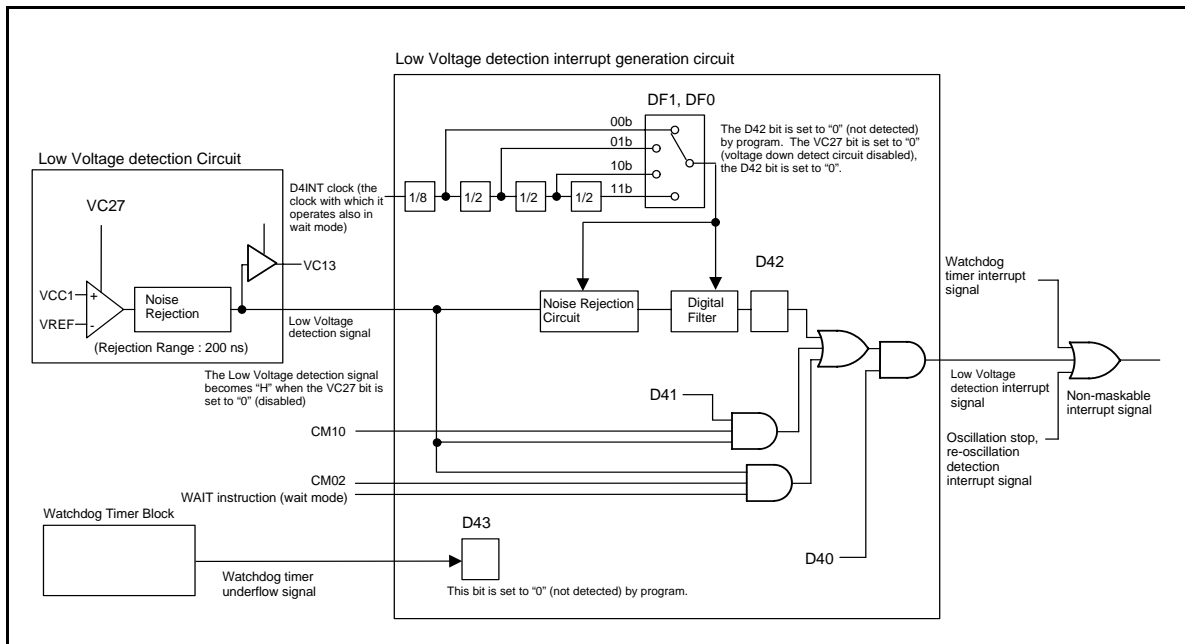 Low Voltage detection interrupt generation circuit
DF1, DF0
00b
01b
10b
11b
The D42 bit is set to “0” (not detected)
by program. The VC27 bit is set to “0”
(voltage down detect circuit disabled),
the D42 bit is set to “0”.
Low Voltage detection Circuit
D4INT clock (the
clock with which it
operates also in
wait mode)
1/8
1/2
1/2
1/2
VC27
VC13
D42
VCC1
+
VREF
-
Noise
Rejection
(Rejection Range : 200 ns)
Low Voltage
detection signal
Noise Rejection
Circuit
Digital
Filter
Watchdog
timer interrupt
signal
The Low Voltage detection signal
becomes “H” when the VC27 bit is
set to “0” (disabled)
Low Voltage
detection interrupt
signal
Non-maskable
interrupt signal
D41
CM10
Oscillation stop,
re-oscillation
detection
interrupt signal
CM02
WAIT instruction (wait mode)
Watchdog Timer Block
D43
D40
Watchdog timer
underflow signal
This bit is set to “0” (not detected) by program.